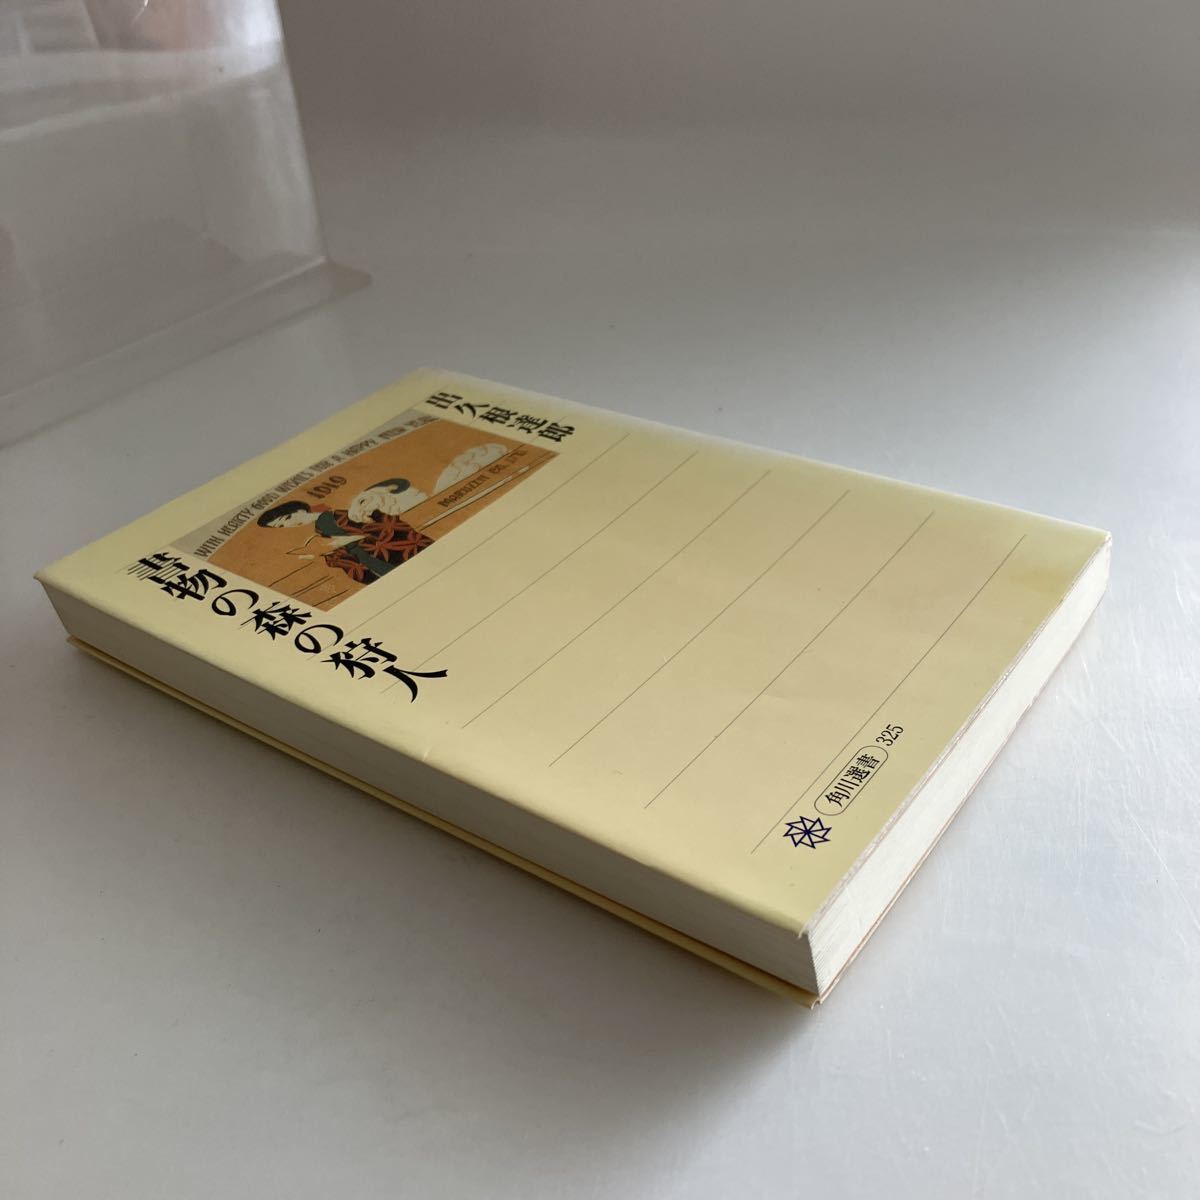 出久根達郎
WITH HEARTY GOOD WISHES FOR A HAPPY NEW YEAR
1919
MARUZEN CO. LTD.
書物の森の狩人
角川選書 325